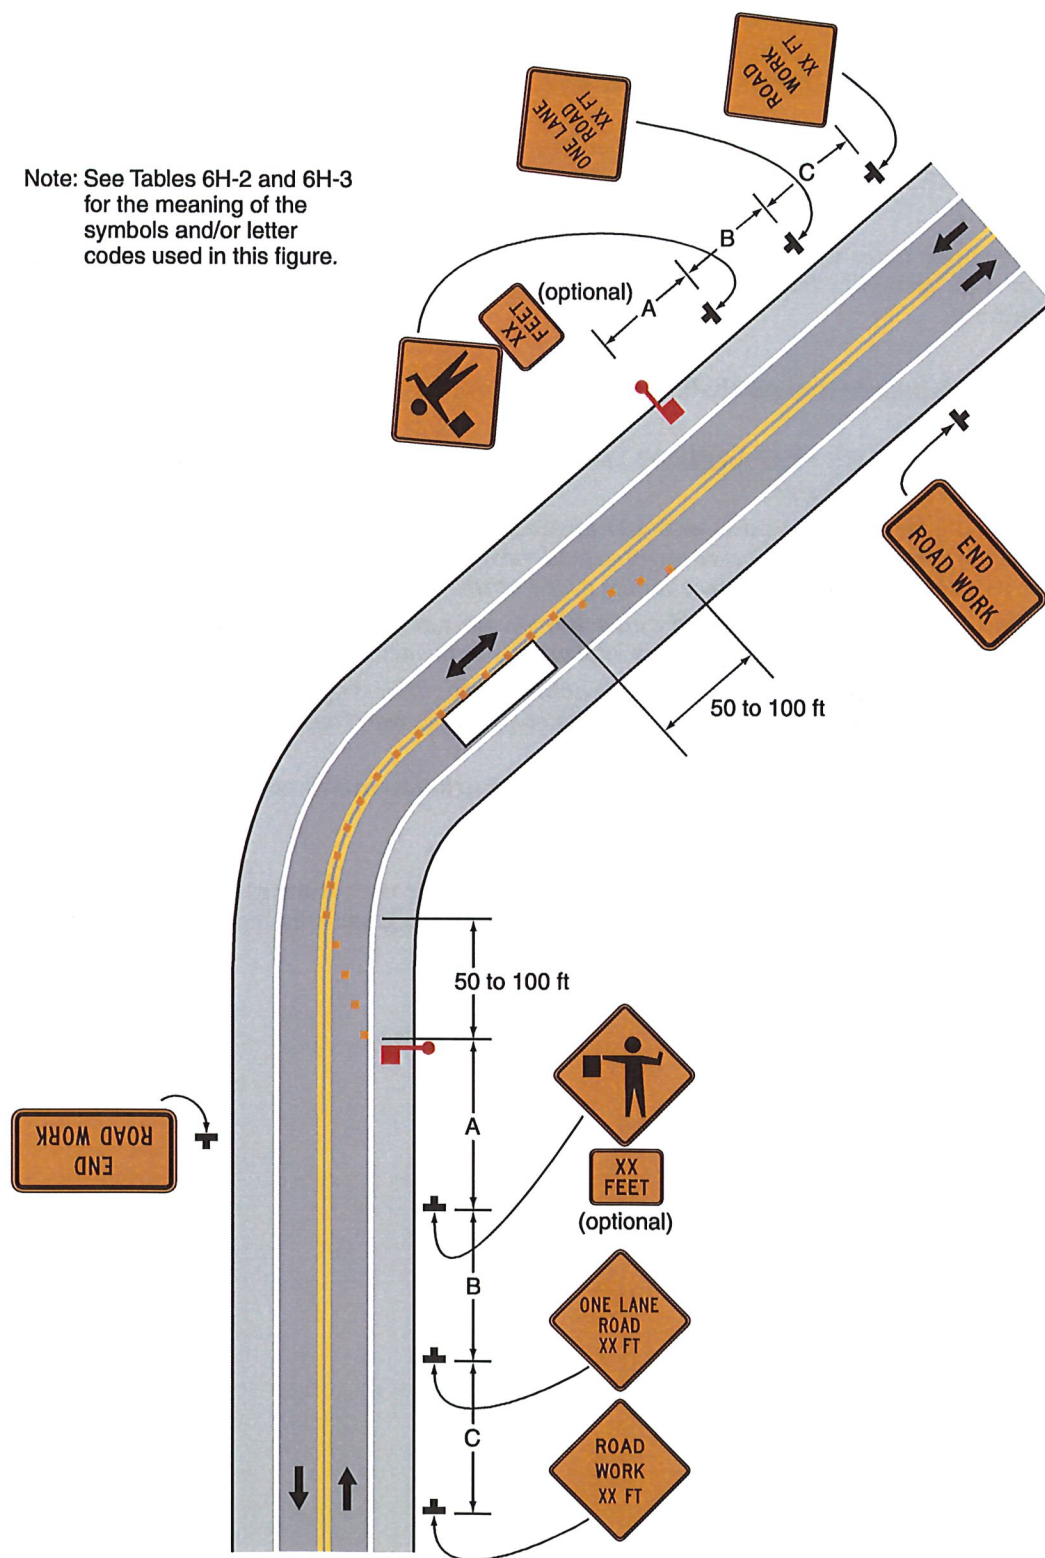 ROAD
WORK
XX FT
ONE LANE
ROAD
XX FT
Note: See Tables 6H-2 and 6H-3
for the meaning of the
symbols and/or letter
codes used in this figure.
C
B
(optional)
A
XX
FEET
END
ROAD WORK
50 to 100 ft
50 to 100 ft
A
END
ROAD WORK
XX
FEET
(optional)
B
ONE LANE
ROAD
XX FT
C
ROAD
WORK
XX FT